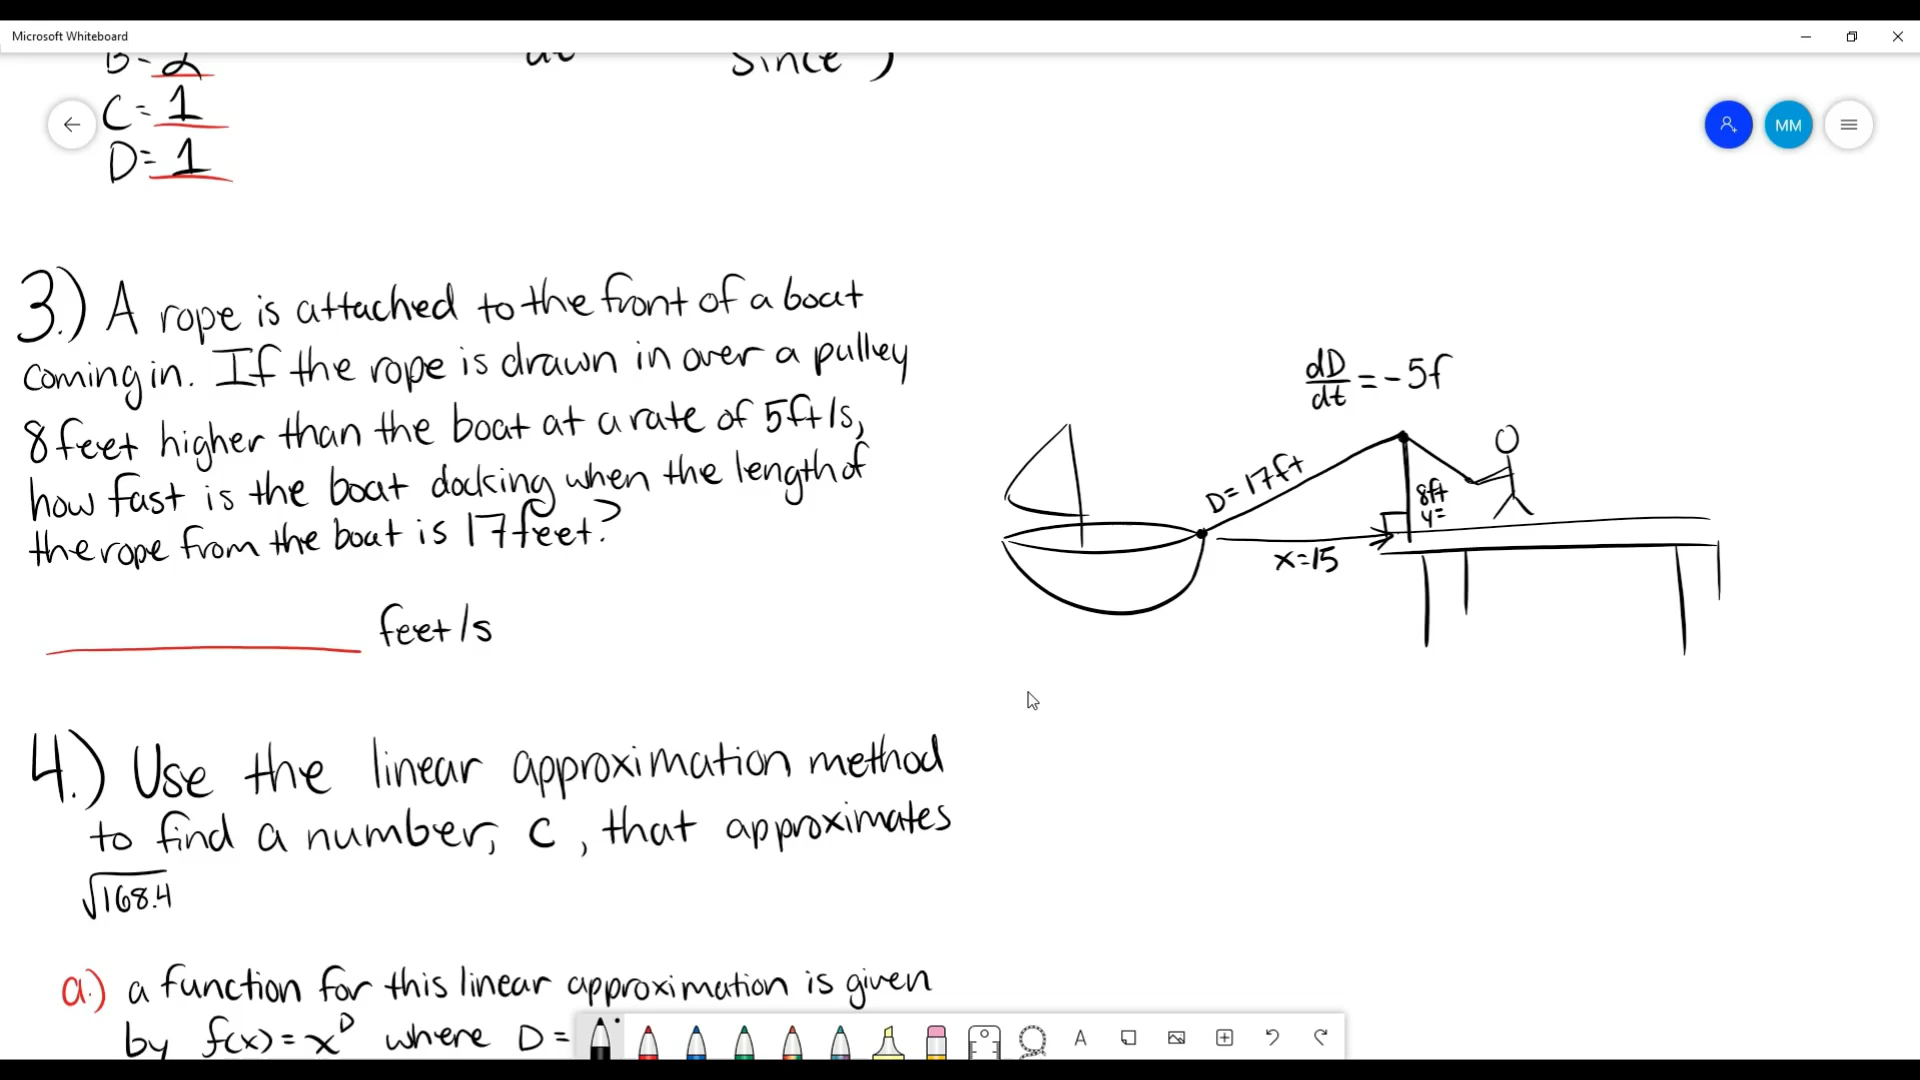 Microsoft Whiteboard
B= 2
C= 1
D= 1
MM
3.) A rope is attached to the front of a boat
coming in. If the rope is drawn in over a pulley
8 feet higher than the boat at a rate of 5ft/s,
how fast is the boat docking when the length of
the rope from the boat is 17 feet?
feet/s
dD/dt = -5f
D= 17ft
8ft
y=
x=15
4.) Use the linear approximation method
to find a number, C, that approximates
√168.4
a.) a function for this linear approximation is given
by f(x)=x^D where D=
A